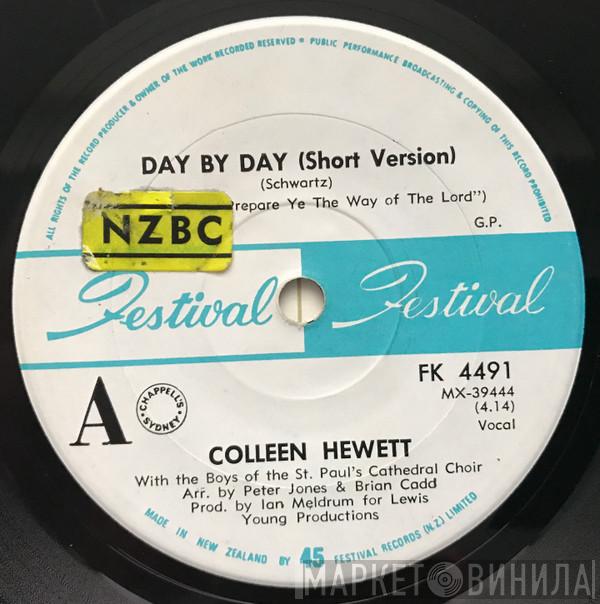 ALL RIGHTS OF THE RECORD PRODUCER & OWNER OF THE WORK RECORDED RESERVED • PUBLIC PERFORMANCE BROADCASTING & COPYING OF THIS RECORD PROHIBITED
DAY BY DAY (Short Version)
(Schwartz)
Prepare Ye The Way of The Lord")
G.P.
NZBC
Festival Festival
FK 4491
MX-39444
(4.14)
Vocal
A
CHAPPELL'S SYDNEY
COLLEEN HEWETT
With the Boys of the St. Paul's Cathedral Choir
Arr. by Peter Jones & Brian Cadd
Prod. by Ian Meldrum for Lewis
Young Productions
MADE IN NEW ZEALAND BY 45 FESTIVAL RECORDS (N.Z.) LIMITED
МАРКЕТ ВИНИЛА